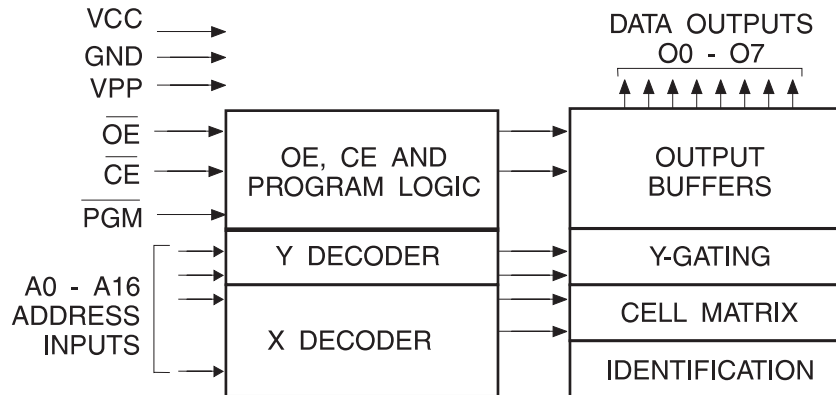 VCC
GND
VPP
OE
CE
PGM
A0 - A16
ADDRESS
INPUTS
OE, CE AND
PROGRAM LOGIC
Y DECODER
X DECODER
DATA OUTPUTS
O0 - O7
OUTPUT
BUFFERS
Y-GATING
CELL MATRIX
IDENTIFICATION